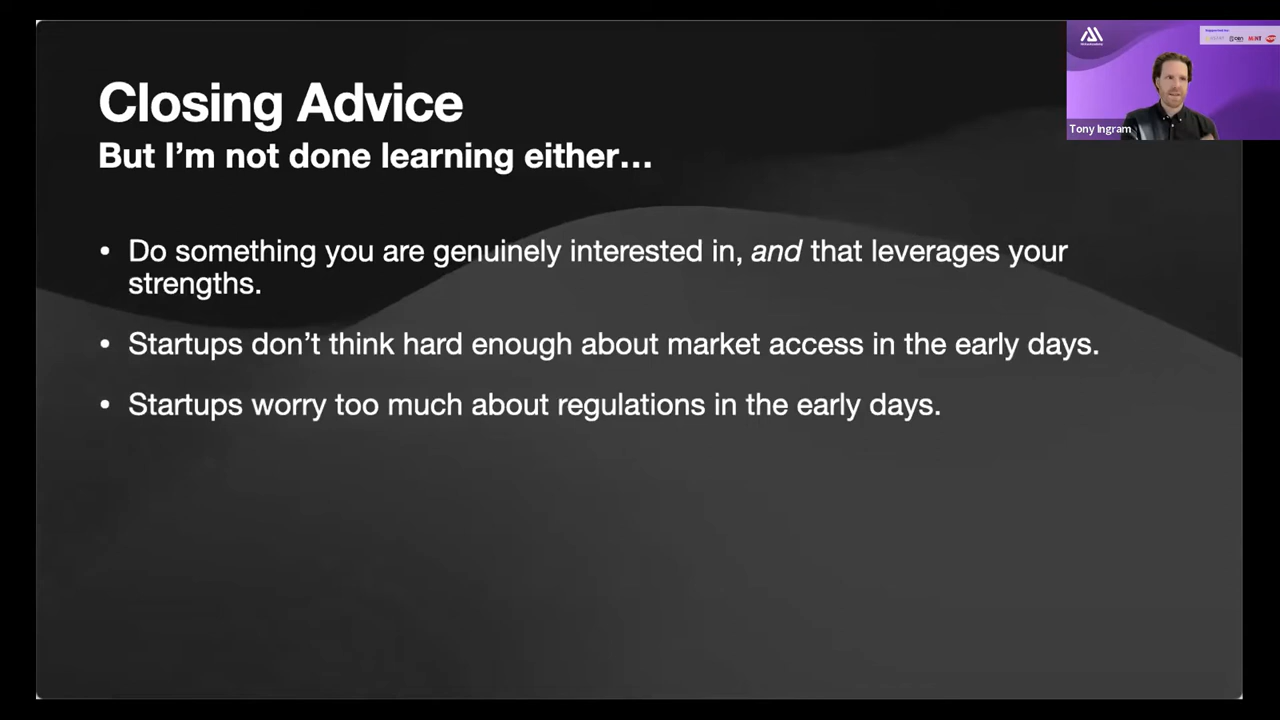 Closing Advice
But I'm not done learning either…
• Do something you are genuinely interested in, and that leverages your
strengths.
• Startups don't think hard enough about market access in the early days.
• Startups worry too much about regulations in the early days.
Tony Ingram
MINT